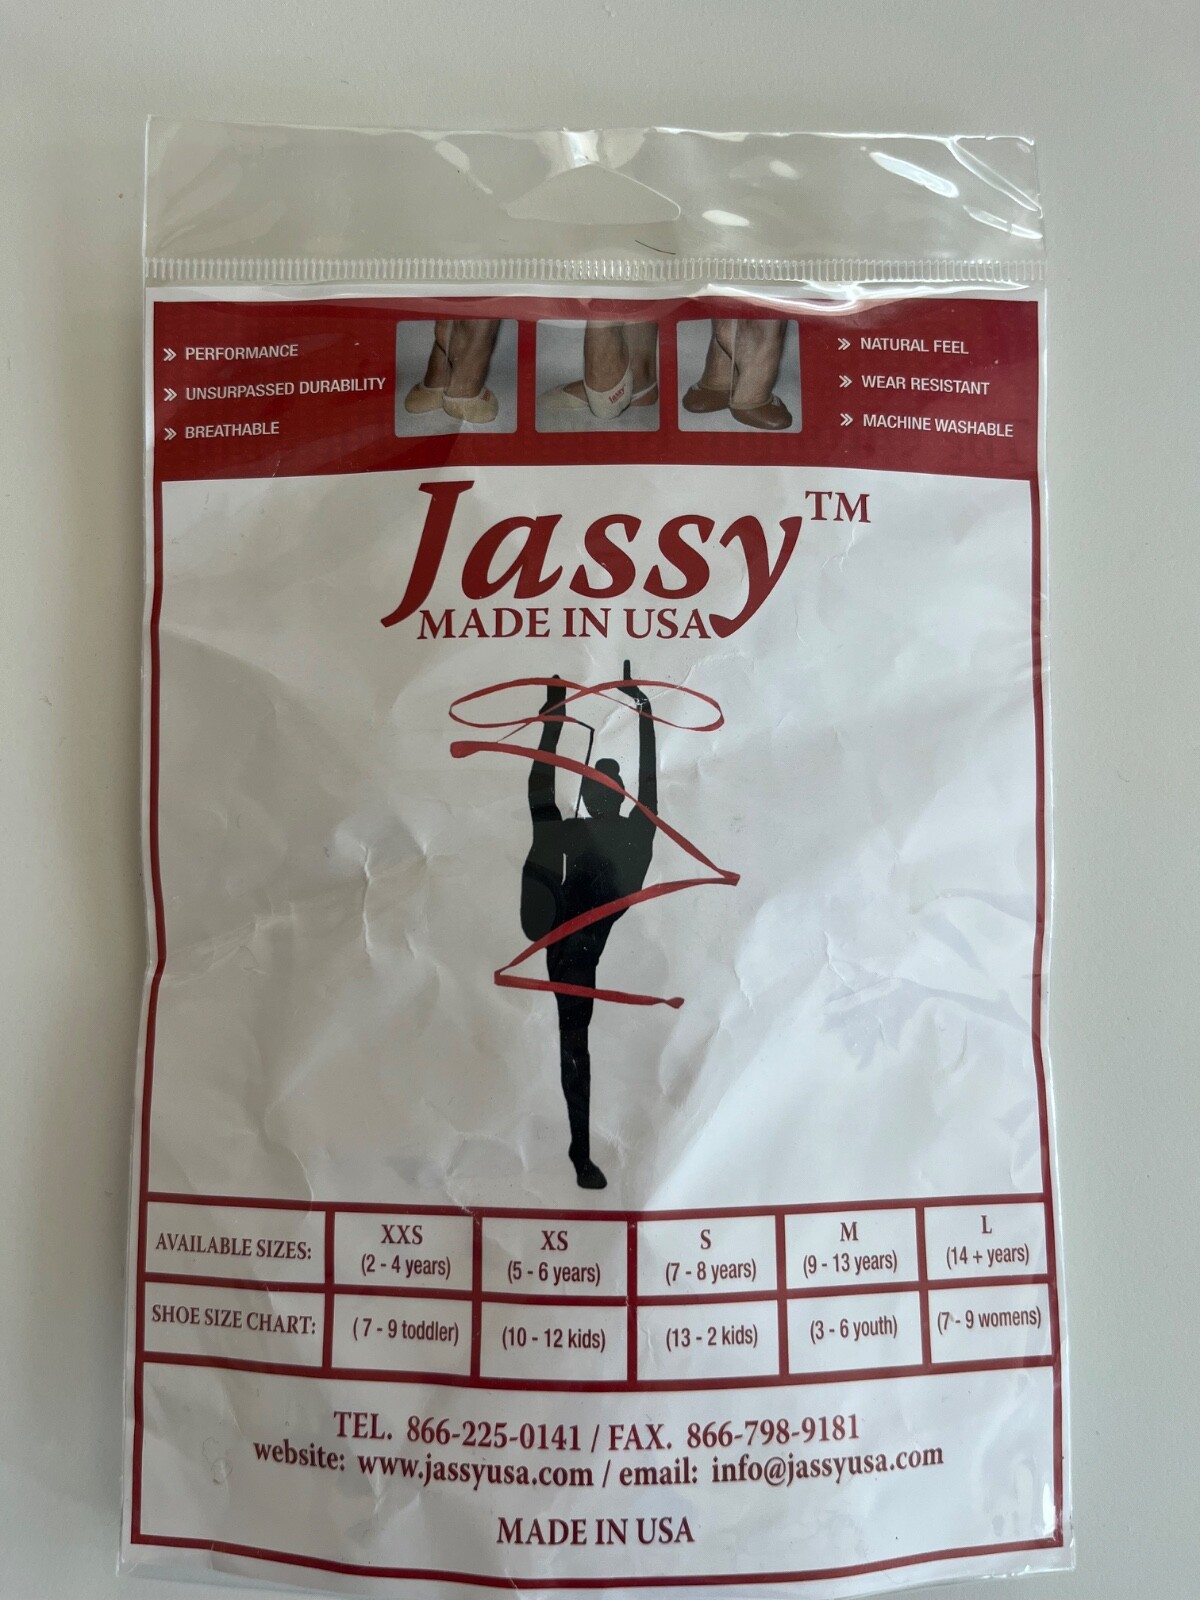 » PERFORMANCE
» UNSURPASSED DURABILITY
» BREATHABLE
Jassy
» NATURAL FEEL
» WEAR RESISTANT
» MACHINE WASHABLE
Jassy™
MADE IN USA
AVAILABLE SIZES: XXS (2 - 4 years) XS (5 - 6 years) S (7 - 8 years) M (9 - 13 years) L (14 + years)
SHOE SIZE CHART: ( 7 - 9 toddler) (10 - 12 kids) (13 - 2 kids) (3 - 6 youth) (7 - 9 womens)
TEL. 866-225-0141 / FAX. 866-798-9181
website: www.jassyusa.com / email: info@jassyusa.com
MADE IN USA